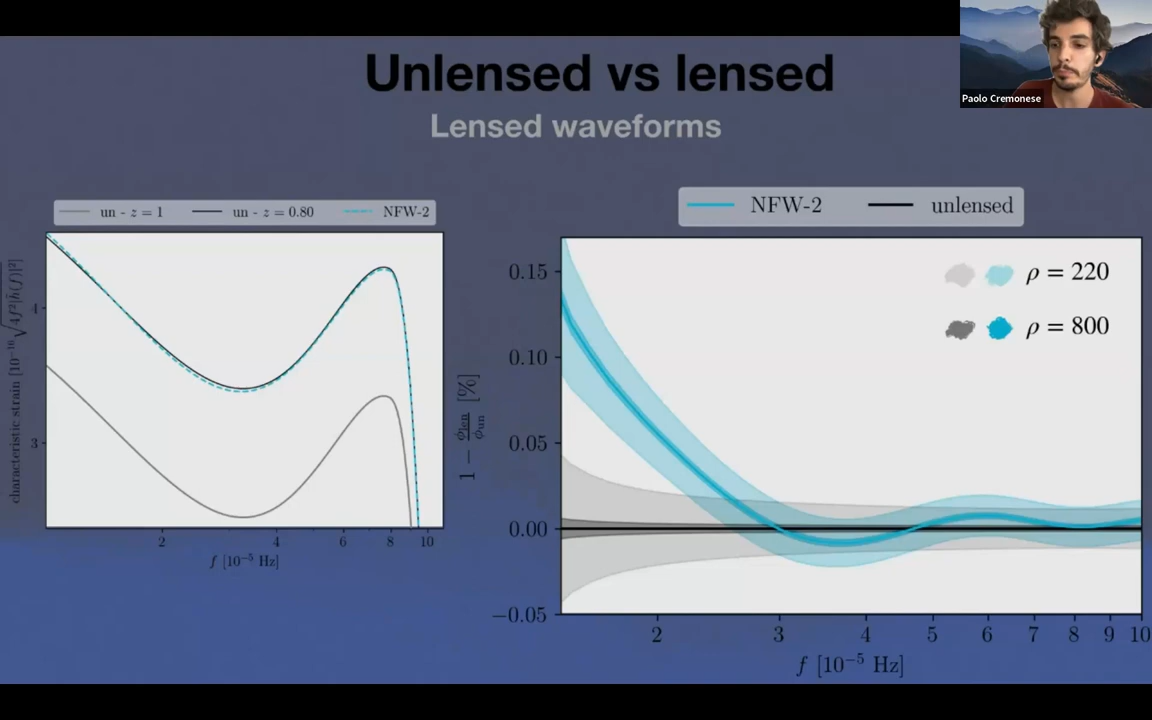 Paolo Cremonese
Unlensed vs lensed
Lensed waveforms
un - z = 1 un - z = 0.80 NFW-2
characteristic strain [10⁻¹⁶ √4f²|h̃(f)|²]
4
3
2 4 6 8 10
f [10⁻⁵ Hz]
NFW-2 unlensed
ρ = 220
ρ = 800
1 − ϕlen/ϕun [%]
0.15
0.10
0.05
0.00
−0.05
2 3 4 5 6 7 8 9 10
f [10⁻⁵ Hz]